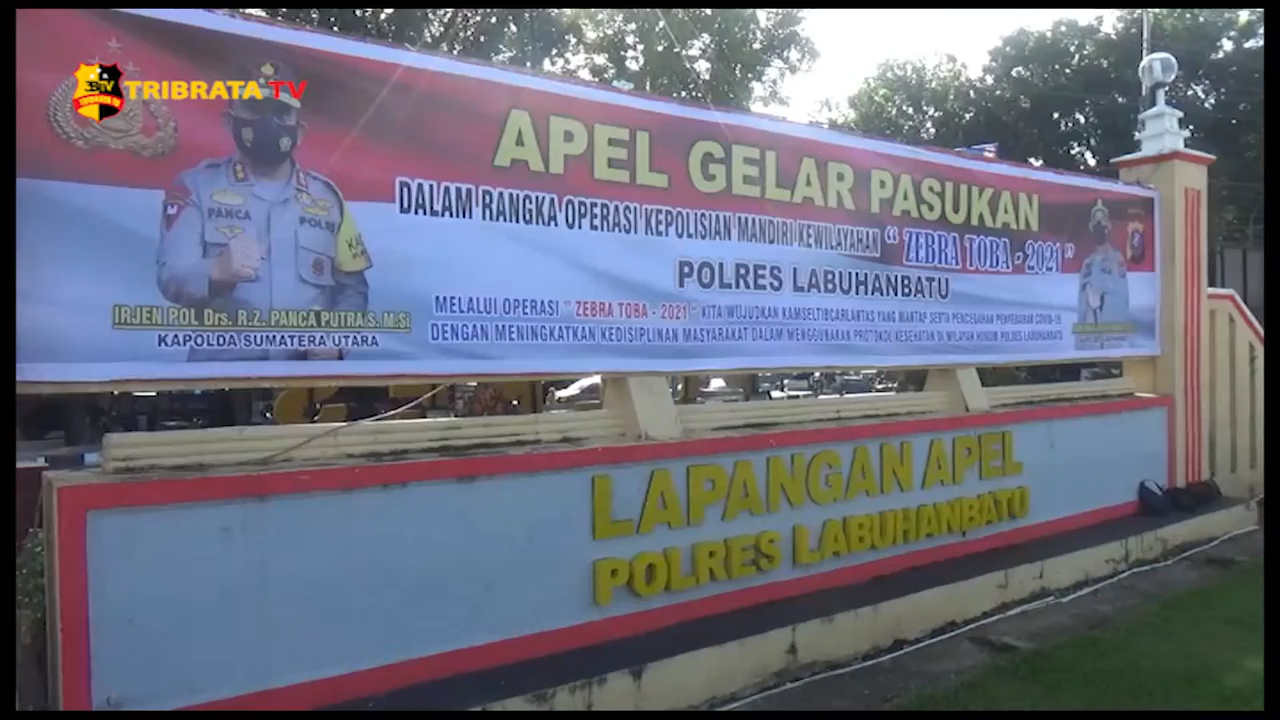 TRIBRATA TV
APEL GELAR PASUKAN
DALAM RANGKA OPERASI KEPOLISIAN MANDIRI KEWILAYAHAN “ ZEBRA TOBA - 2021 ”
POLRES LABUHANBATU
MELALUI OPERASI " ZEBRA TOBA - 2021 " KITA WUJUDKAN KAMSELTIBCARLANTAS YANG MANTAF SERTA PENCEGAHAN PENYEBARAN COVID-19
DENGAN MENINGKATKAN KEDISIPLINAN MASYARAKAT DALAM MENGGUNAKAN PROTOKOL KESEHATAN DI WILAYAH HUKUM POLRES LABUHANBATU
PANCA
POLRI
IRJEN POL Drs. R.Z. PANCA PUTRA S, M.Si
KAPOLDA SUMATERA UTARA
LAPANGAN APEL
POLRES LABUHANBATU